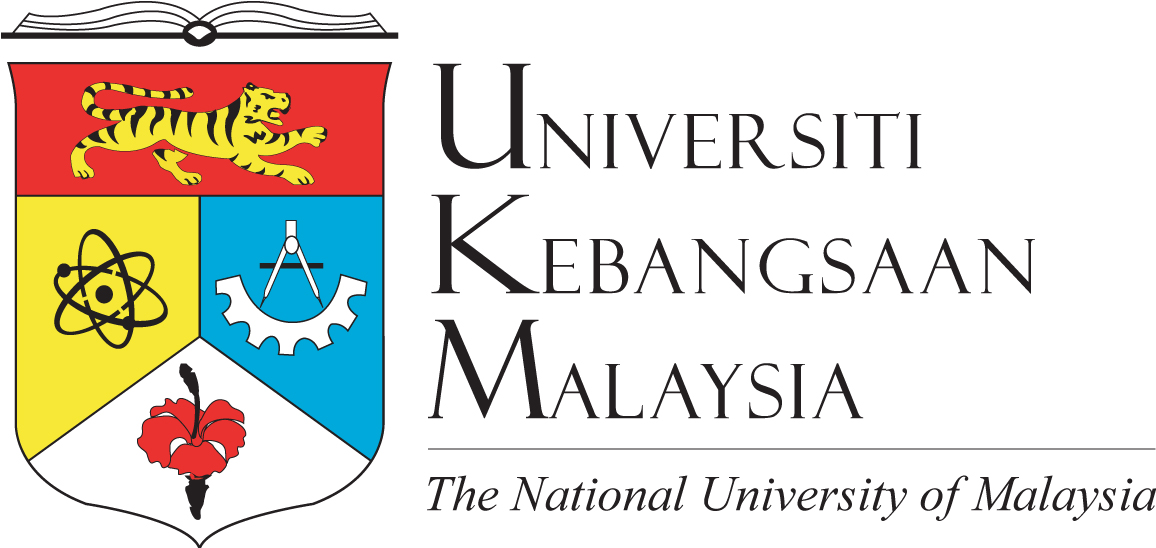 UNIVERSITI
KEBANGSAAN
MALAYSIA
The National University of Malaysia